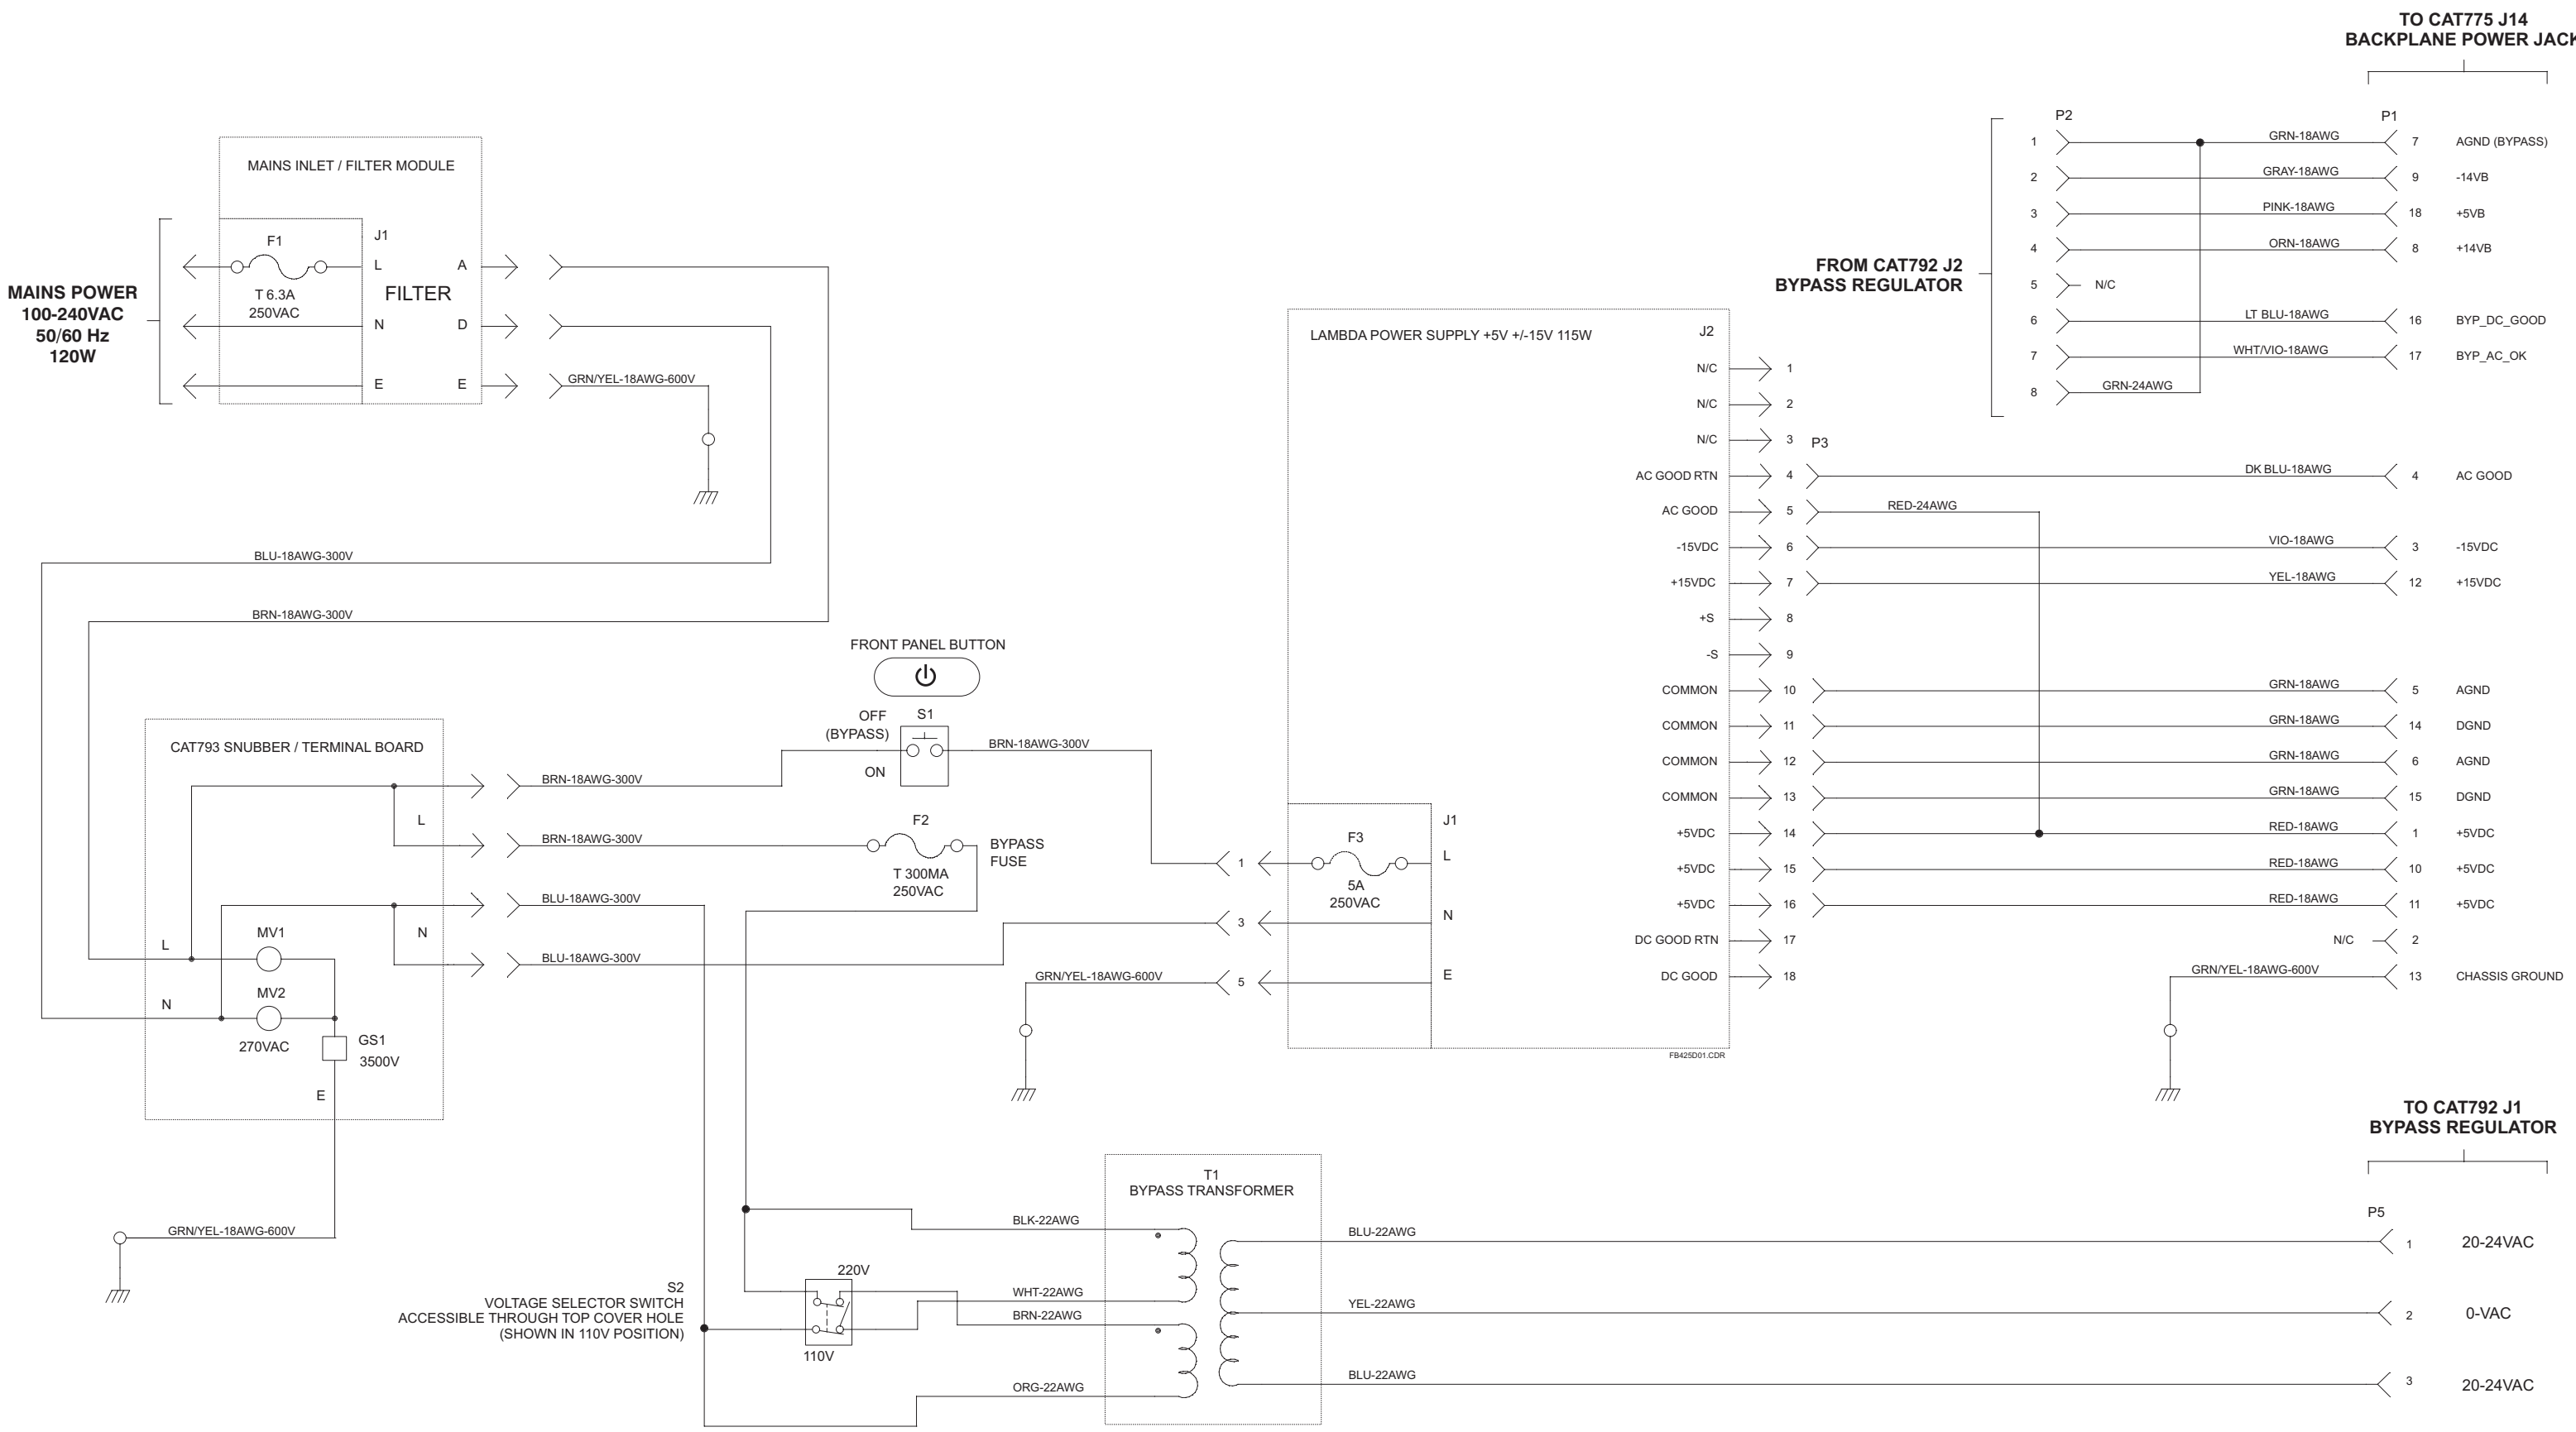 TO CAT775 J14
BACKPLANE POWER JACK
P2
P1
1
GRN-18AWG
7
AGND (BYPASS)
2
GRAY-18AWG
9
-14VB
3
PINK-18AWG
18
+5VB
4
ORN-18AWG
8
+14VB
5
N/C
6
LT BLU-18AWG
16
BYP_DC_GOOD
7
WHT/VIO-18AWG
17
BYP_AC_OK
8
GRN-24AWG
FROM CAT792 J2
BYPASS REGULATOR
MAINS INLET / FILTER MODULE
F1
T 6.3A
250VAC
J1
L
A
FILTER
N
D
E
E
MAINS POWER
100-240VAC
50/60 Hz
120W
GRN/YEL-18AWG-600V
BLU-18AWG-300V
BRN-18AWG-300V
LAMBDA POWER SUPPLY +5V +/-15V 115W
J2
N/C
1
N/C
2
N/C
3
P3
AC GOOD RTN
4
DK BLU-18AWG
4
AC GOOD
AC GOOD
5
RED-24AWG
-15VDC
6
VIO-18AWG
3
-15VDC
+15VDC
7
YEL-18AWG
12
+15VDC
+S
8
-S
9
COMMON
10
GRN-18AWG
5
AGND
COMMON
11
GRN-18AWG
14
DGND
COMMON
12
GRN-18AWG
6
AGND
COMMON
13
GRN-18AWG
15
DGND
+5VDC
14
RED-18AWG
1
+5VDC
+5VDC
15
RED-18AWG
10
+5VDC
+5VDC
16
RED-18AWG
11
+5VDC
DC GOOD RTN
17
N/C
2
DC GOOD
18
GRN/YEL-18AWG-600V
13
CHASSIS GROUND
FB425D01.CDR
FRONT PANEL BUTTON
OFF
(BYPASS)
S1
ON
BRN-18AWG-300V
CAT793 SNUBBER / TERMINAL BOARD
BRN-18AWG-300V
L
BRN-18AWG-300V
F2
T 300MA
250VAC
BYPASS
FUSE
BLU-18AWG-300V
N
BLU-18AWG-300V
L
MV1
N
MV2
270VAC
GS1
3500V
E
GRN/YEL-18AWG-600V
J1
F3
5A
250VAC
1
L
3
N
GRN/YEL-18AWG-600V
5
E
TO CAT792 J1
BYPASS REGULATOR
T1
BYPASS TRANSFORMER
P5
BLK-22AWG
BLU-22AWG
1
20-24VAC
WHT-22AWG
YEL-22AWG
2
0-VAC
BRN-22AWG
ORG-22AWG
BLU-22AWG
3
20-24VAC
S2
VOLTAGE SELECTOR SWITCH
ACCESSIBLE THROUGH TOP COVER HOLE
(SHOWN IN 110V POSITION)
220V
110V